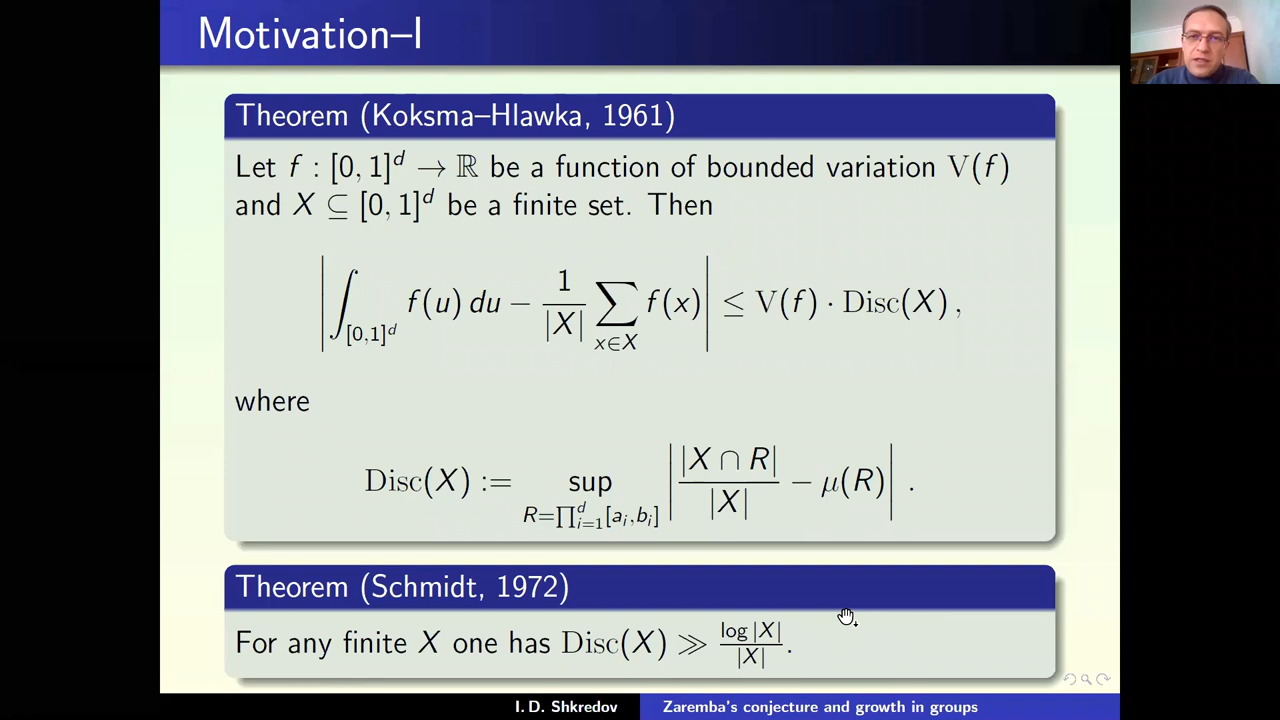 Motivation–I
Theorem (Koksma–Hlawka, 1961)
Let f : [0, 1]^d → ℝ be a function of bounded variation V(f)
and X ⊆ [0, 1]^d be a finite set. Then
|∫_{[0,1]^d} f(u) du − 1/|X| ∑_{x∈X} f(x)| ≤ V(f) · Disc(X) ,
where
Disc(X) := sup_{R=∏_{i=1}^d [a_i,b_i]} | |X ∩ R|/|X| − μ(R) | .
Theorem (Schmidt, 1972)
For any finite X one has Disc(X) ≫ log |X|/|X| .
I. D. Shkredov Zaremba's conjecture and growth in groups